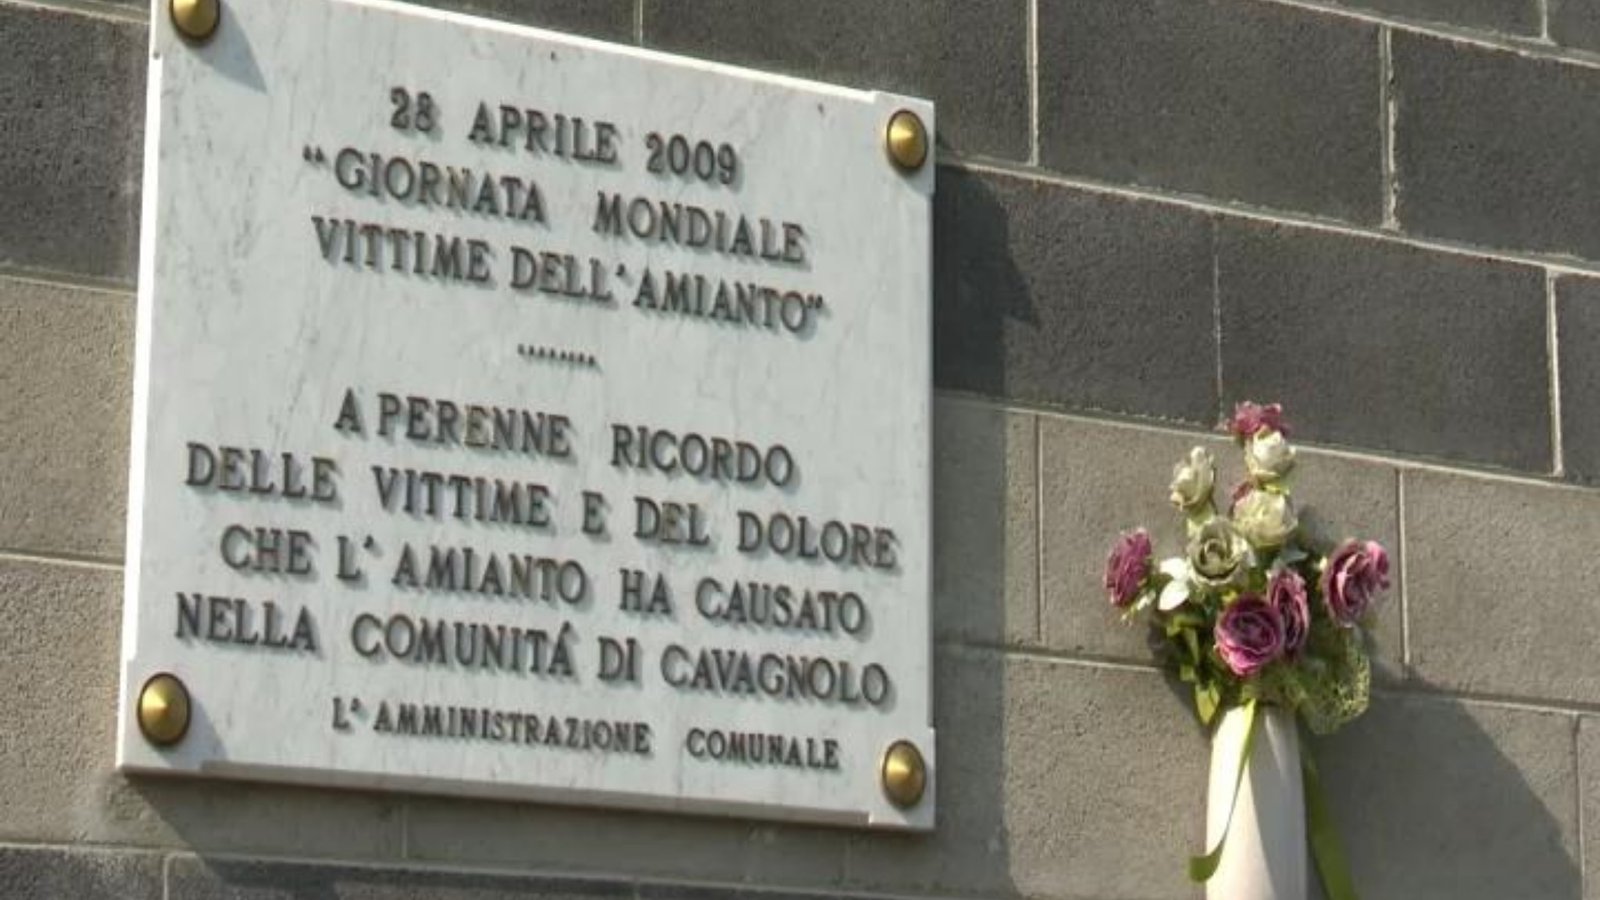 28 APRILE 2009
"GIORNATA MONDIALE
VITTIME DELL'AMIANTO"
........
A PERENNE RICORDO
DELLE VITTIME E DEL DOLORE
CHE L'AMIANTO HA CAUSATO
NELLA COMUNITÁ DI CAVAGNOLO
L'AMMINISTRAZIONE COMUNALE